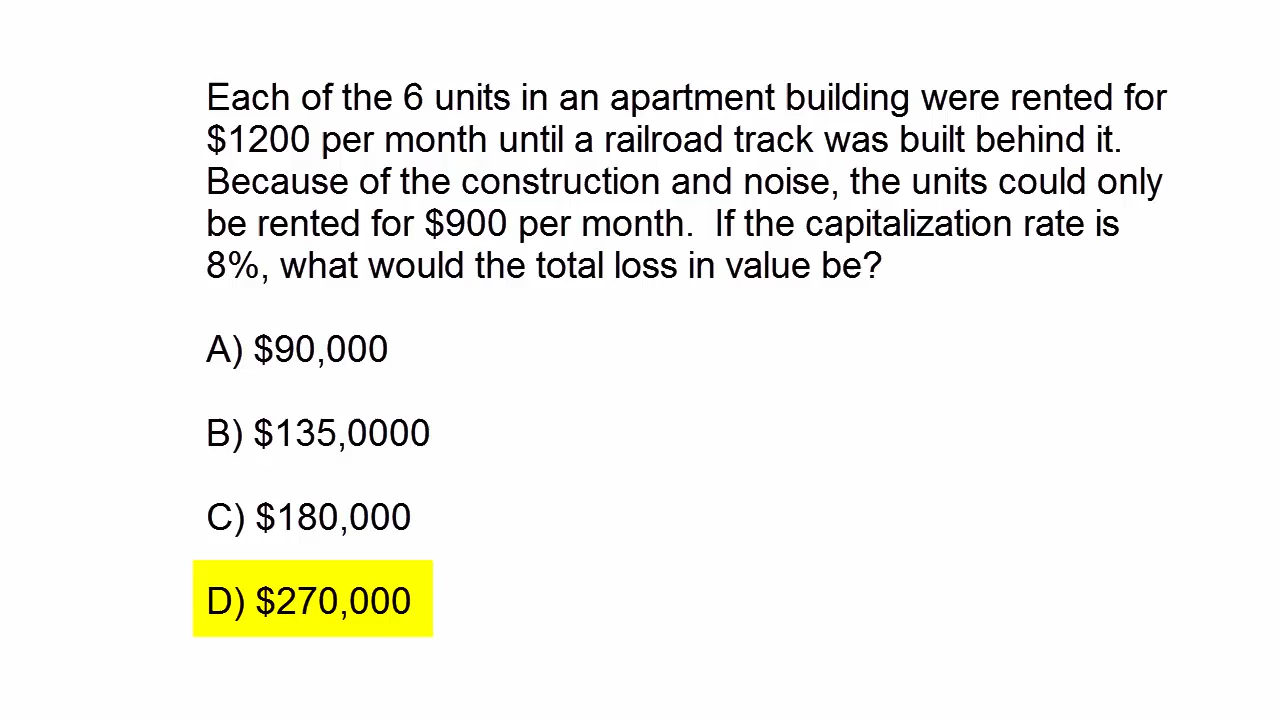 Each of the 6 units in an apartment building were rented for
$1200 per month until a railroad track was built behind it.
Because of the construction and noise, the units could only
be rented for $900 per month.  If the capitalization rate is
8%, what would the total loss in value be?
A) $90,000
B) $135,0000
C) $180,000
D) $270,000